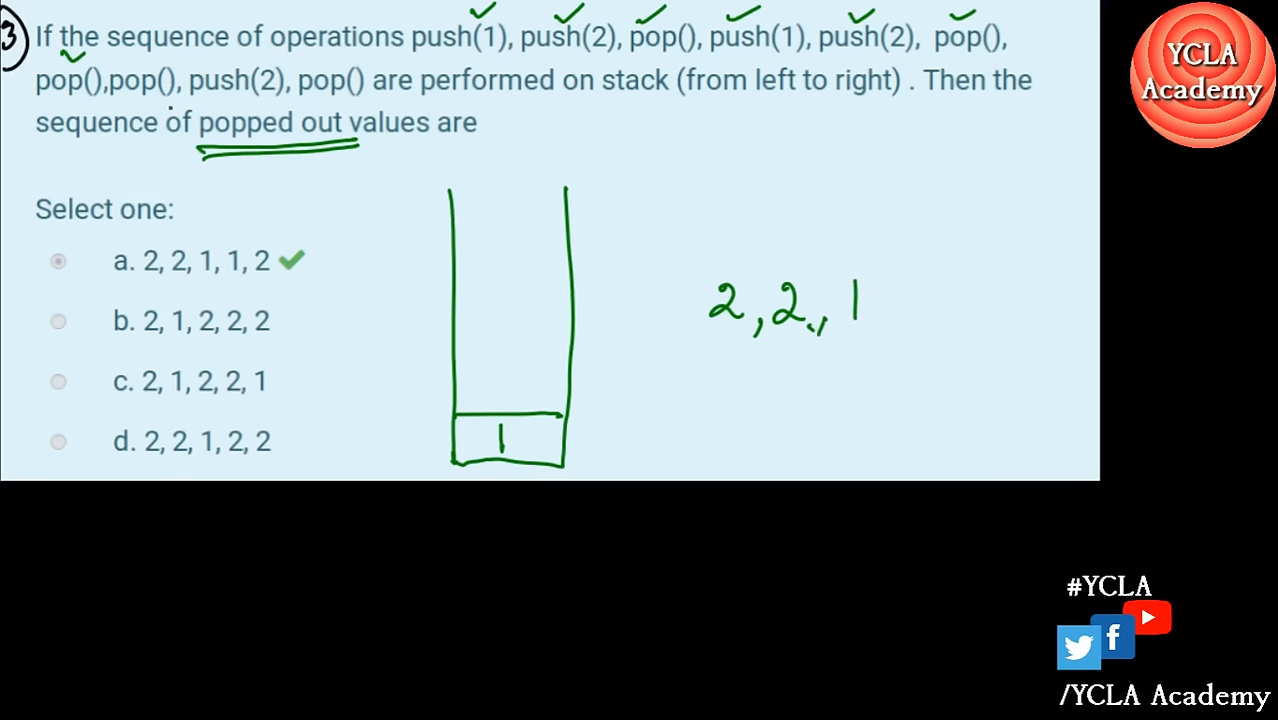 3 If the sequence of operations push(1), push(2), pop(), push(1), push(2), pop(),
pop(),pop(), push(2), pop() are performed on stack (from left to right) . Then the
sequence of popped out values are
Select one:
a. 2, 2, 1, 1, 2
b. 2, 1, 2, 2, 2
c. 2, 1, 2, 2, 1
d. 2, 2, 1, 2, 2
2, 2, 1
1
YCLA
Academy
#YCLA
f
/YCLA Academy